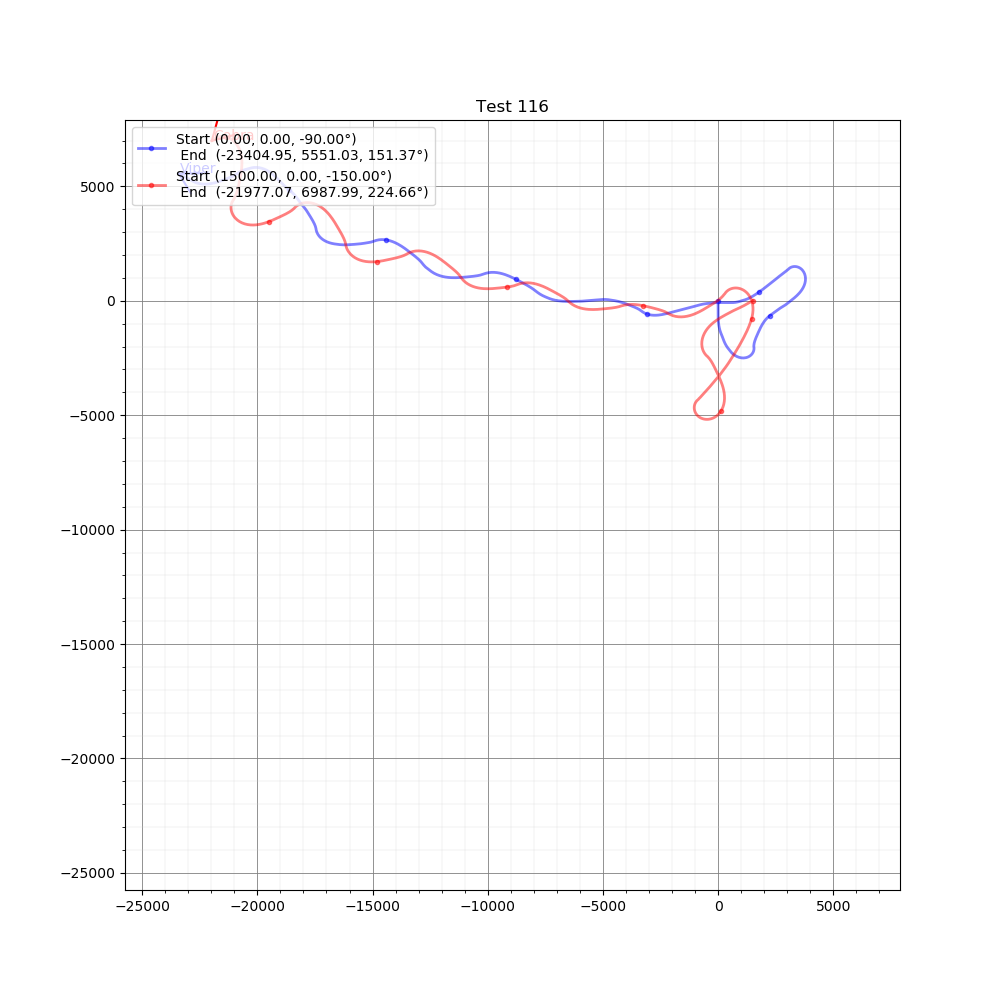 Test 116
Start (0.00, 0.00, -90.00°)
End (-23404.95, 5551.03, 151.37°)
Start (1500.00, 0.00, -150.00°)
End (-21977.07, 6987.99, 224.66°)
Viper
5000
0
−5000
−10000
−15000
−20000
−25000
−25000 −20000 −15000 −10000 −5000 0 5000